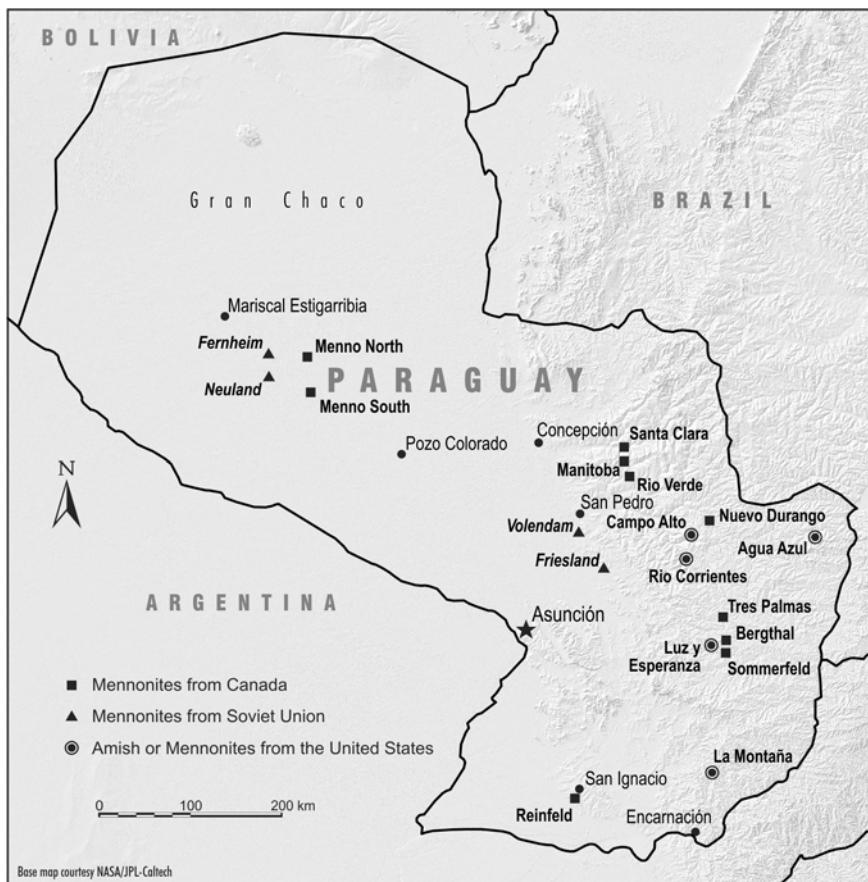 BOLIVIA
BRAZIL
Gran Chaco
Mariscal Estigarribia
Fernheim
Menno North
Neuland
PARAGUAY
Menno South
Concepción
Santa Clara
Pozo Colorado
Manitoba
Rio Verde
N
San Pedro
Volendam
Campo Alto
Nuevo Durango
Agua Azul
Friesland
Rio Corrientes
ARGENTINA
Tres Palmas
Asunción
Bergthal
Luz y
Esperanza
Sommerfeld
Mennonites from Canada
Mennonites from Soviet Union
Amish or Mennonites from the United States
La Montaña
San Ignacio
0 100 200 km
Reinfeld
Encarnación
Base map courtesy NASA/JPL-Caltech